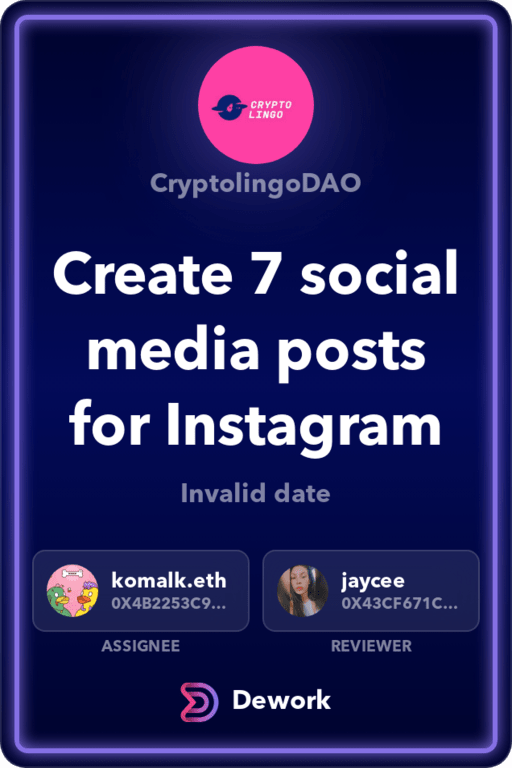 CRYPTO
LINGO
CryptolingoDAO
Create 7 social
media posts
for Instagram
Invalid date
komalk.eth
0X4B2253C9...
ASSIGNEE
jaycee
0X43CF671C...
REVIEWER
Dework